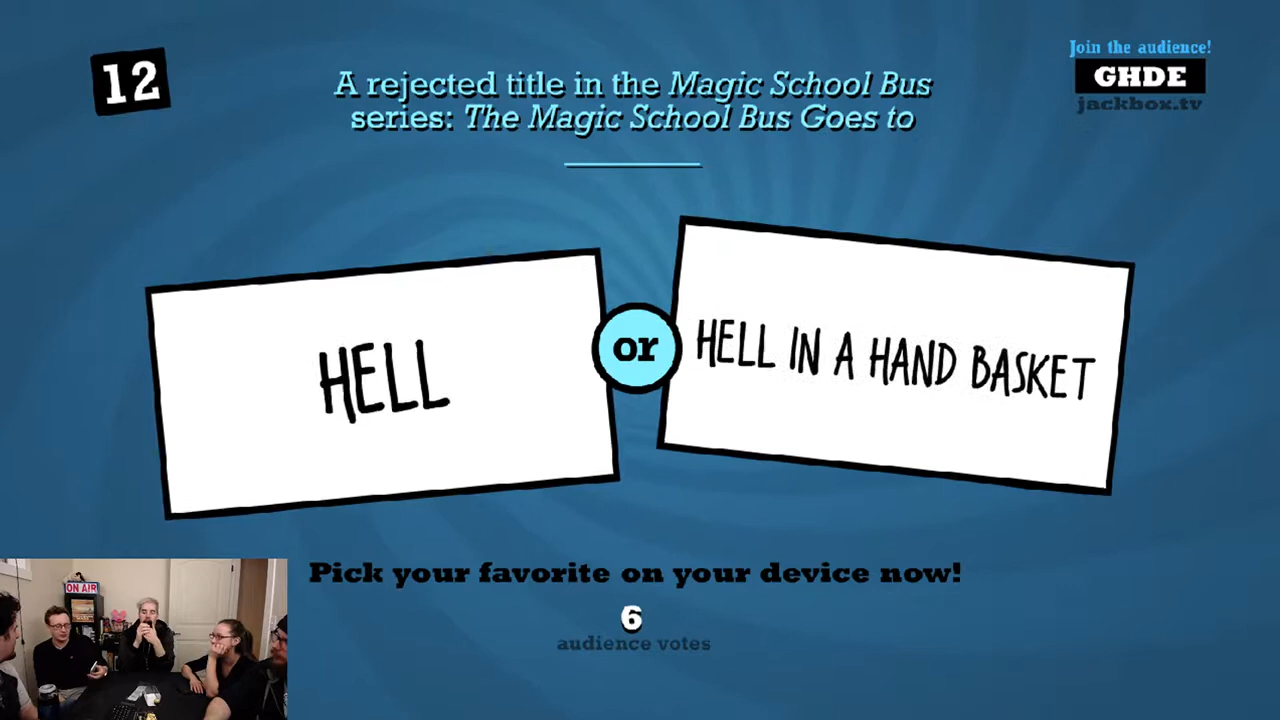 12
A rejected title in the Magic School Bus
series: The Magic School Bus Goes to
Join the audience!
GHDE
jackbox.tv
HELL
or
HELL IN A HAND BASKET
Pick your favorite on your device now!
6
audience votes
ON AIR